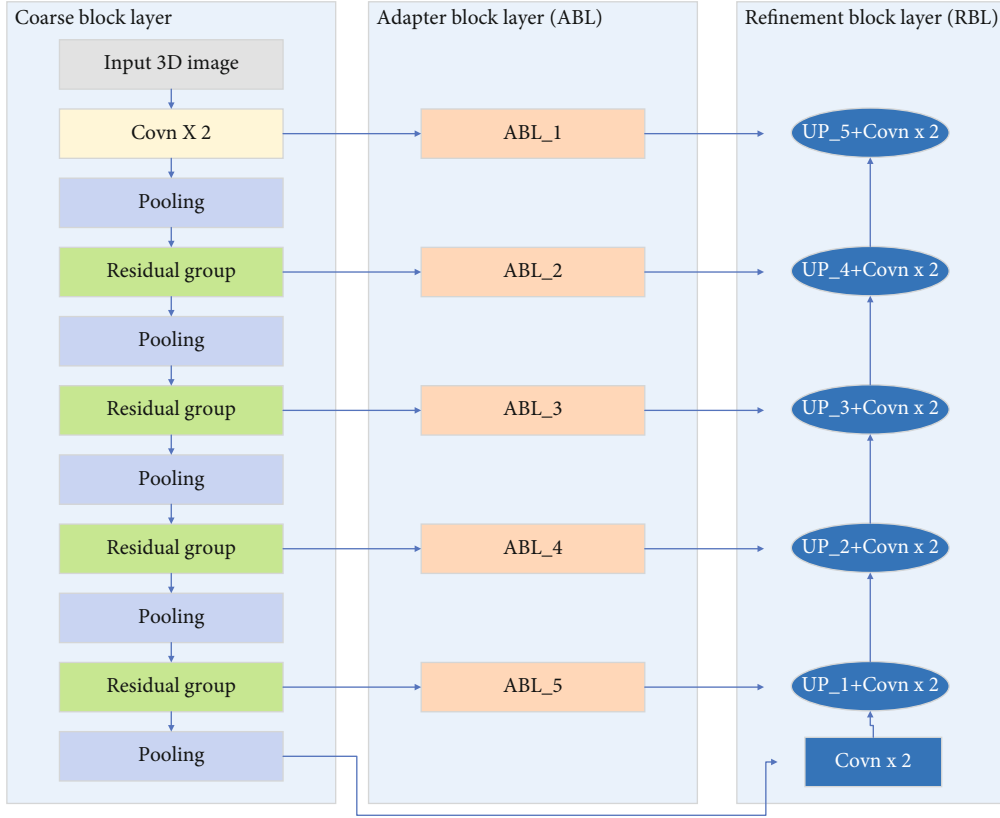 Coarse block layer
Input 3D image
Covn X 2
Pooling
Residual group
Pooling
Residual group
Pooling
Residual group
Pooling
Residual group
Pooling
Adapter block layer (ABL)
ABL_1
ABL_2
ABL_3
ABL_4
ABL_5
Refinement block layer (RBL)
UP_5+Covn x 2
UP_4+Covn x 2
UP_3+Covn x 2
UP_2+Covn x 2
UP_1+Covn x 2
Covn x 2